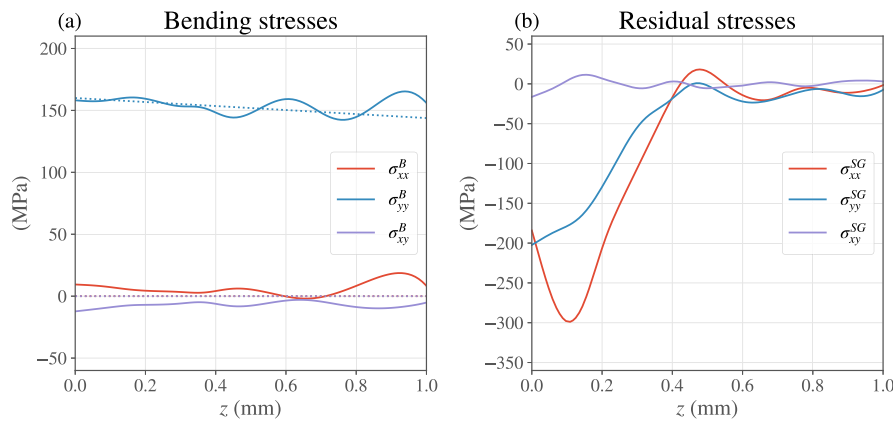 (a) Bending stresses
200
150
100
50
0
−50
(MPa)
σ^B_xx
σ^B_yy
σ^B_xy
0.0 0.2 0.4 0.6 0.8 1.0
z (mm)
(b) Residual stresses
50
0
−50
−100
−150
−200
−250
−300
−350
(MPa)
σ^SG_xx
σ^SG_yy
σ^SG_xy
0.0 0.2 0.4 0.6 0.8 1.0
z (mm)